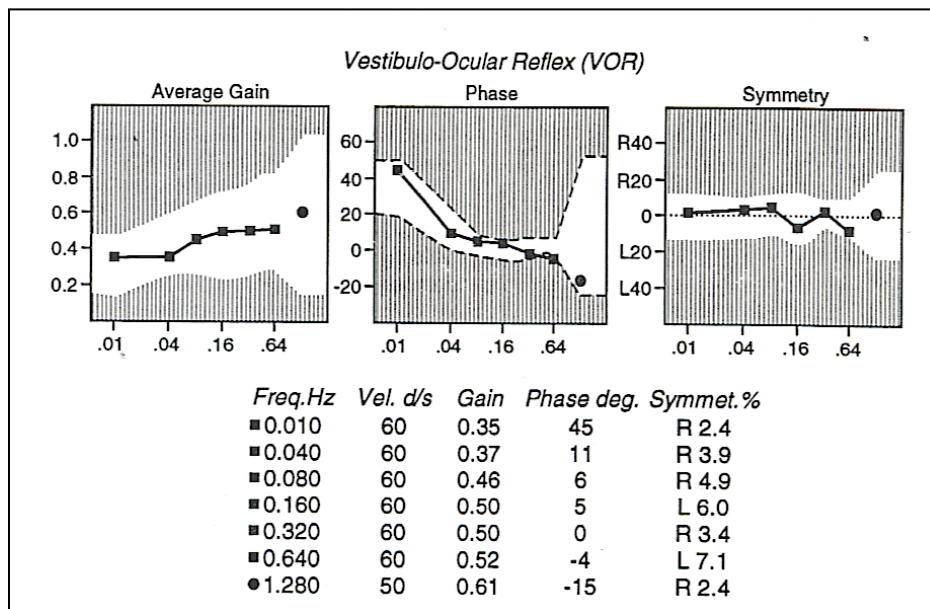 Vestibulo-Ocular Reflex (VOR)
Average Gain
1.0
0.8
0.6
0.4
0.2
.01 .04 .16 .64
Phase
60
40
20
0
-20
.01 .04 .16 .64
Symmetry
R40
R20
0
L20
L40
.01 .04 .16 .64
Freq.Hz Vel. d/s Gain Phase deg. Symmet.%
0.010 60 0.35 45 R 2.4
0.040 60 0.37 11 R 3.9
0.080 60 0.46 6 R 4.9
0.160 60 0.50 5 L 6.0
0.320 60 0.50 0 R 3.4
0.640 60 0.52 -4 L 7.1
1.280 50 0.61 -15 R 2.4